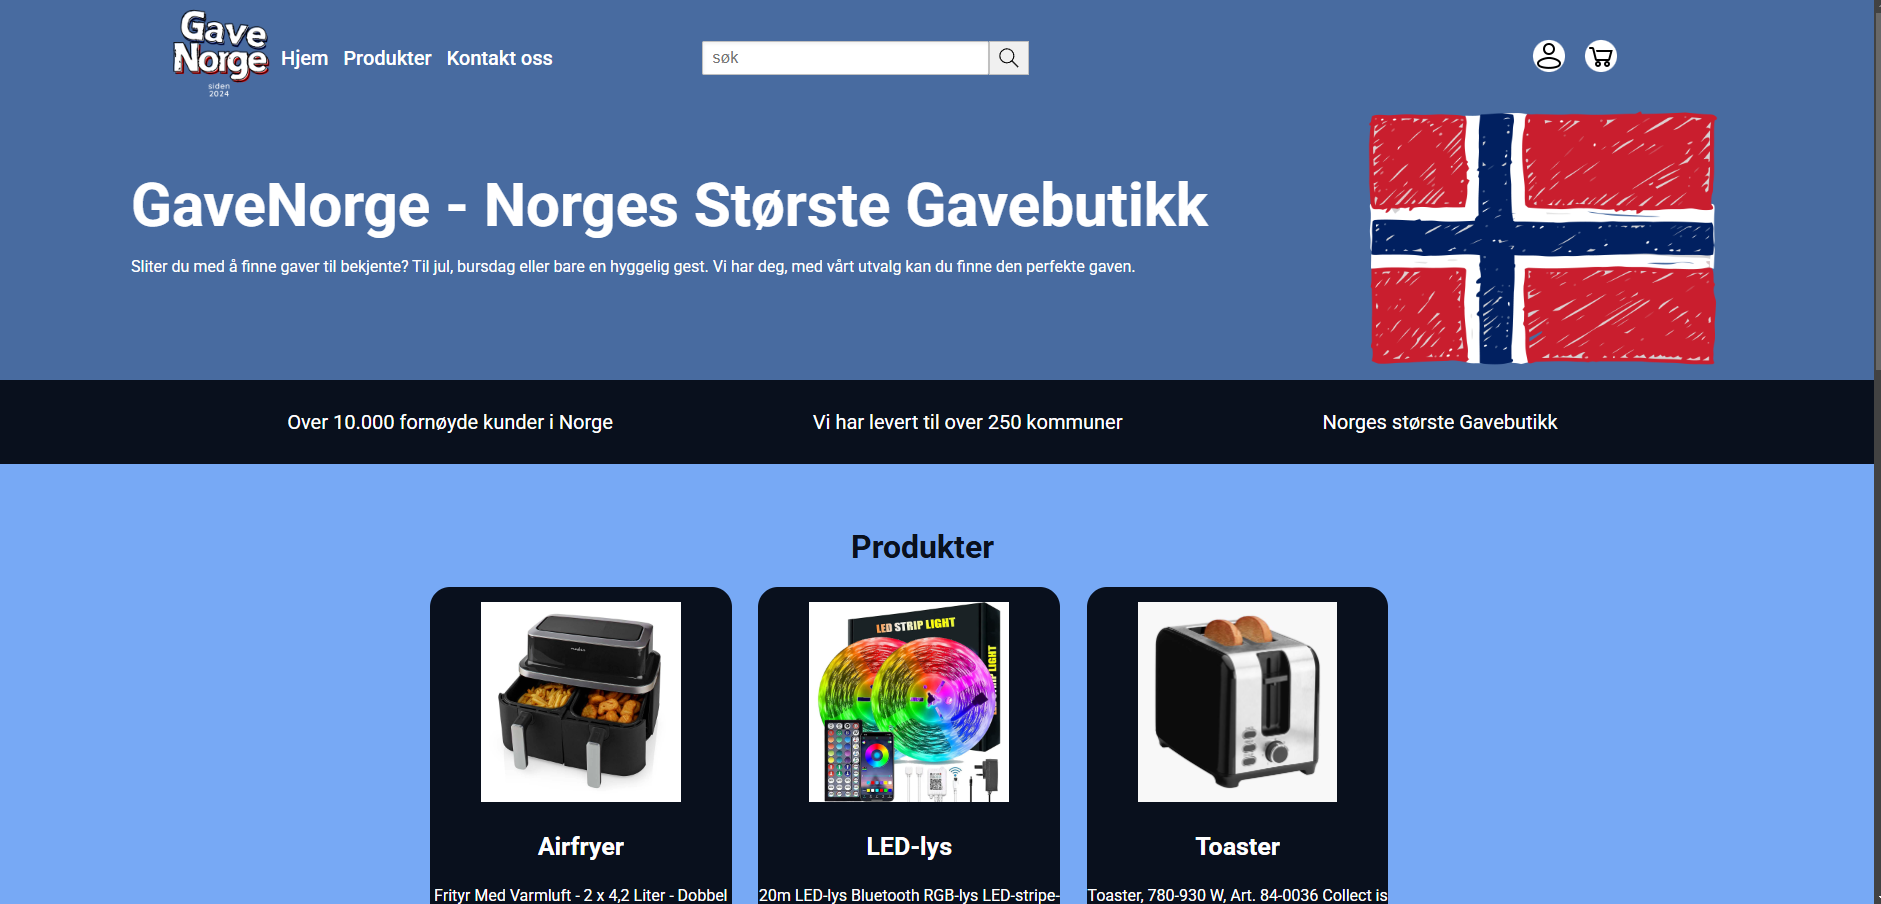 Gave
Norge
siden
2024
Hjem Produkter Kontakt oss
søk
GaveNorge - Norges Største Gavebutikk
Sliter du med å finne gaver til bekjente? Til jul, bursdag eller bare en hyggelig gest. Vi har deg, med vårt utvalg kan du finne den perfekte gaven.
Over 10.000 fornøyde kunder i Norge
Vi har levert til over 250 kommuner
Norges største Gavebutikk
Produkter
LED STRIP LIGHT
Airfryer
LED-lys
Toaster
Frityr Med Varmluft - 2 x 4,2 Liter - Dobbel
20m LED-lys Bluetooth RGB-lys LED-stripe-
Toaster, 780-930 W, Art. 84-0036 Collect is